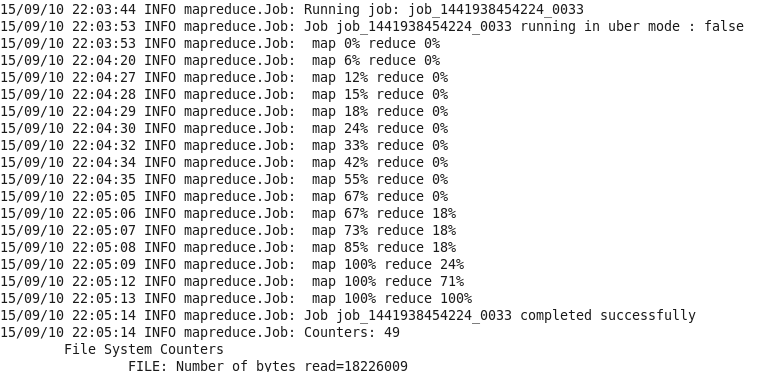 15/09/10 22:03:44 INFO mapreduce.Job: Running job: job_1441938454224_0033
15/09/10 22:03:53 INFO mapreduce.Job: Job job_1441938454224_0033 running in uber mode : false
15/09/10 22:03:53 INFO mapreduce.Job:  map 0% reduce 0%
15/09/10 22:04:20 INFO mapreduce.Job:  map 6% reduce 0%
15/09/10 22:04:27 INFO mapreduce.Job:  map 12% reduce 0%
15/09/10 22:04:28 INFO mapreduce.Job:  map 15% reduce 0%
15/09/10 22:04:29 INFO mapreduce.Job:  map 18% reduce 0%
15/09/10 22:04:30 INFO mapreduce.Job:  map 24% reduce 0%
15/09/10 22:04:32 INFO mapreduce.Job:  map 33% reduce 0%
15/09/10 22:04:34 INFO mapreduce.Job:  map 42% reduce 0%
15/09/10 22:04:35 INFO mapreduce.Job:  map 55% reduce 0%
15/09/10 22:05:05 INFO mapreduce.Job:  map 67% reduce 0%
15/09/10 22:05:06 INFO mapreduce.Job:  map 67% reduce 18%
15/09/10 22:05:07 INFO mapreduce.Job:  map 73% reduce 18%
15/09/10 22:05:08 INFO mapreduce.Job:  map 85% reduce 18%
15/09/10 22:05:09 INFO mapreduce.Job:  map 100% reduce 24%
15/09/10 22:05:12 INFO mapreduce.Job:  map 100% reduce 71%
15/09/10 22:05:13 INFO mapreduce.Job:  map 100% reduce 100%
15/09/10 22:05:14 INFO mapreduce.Job: Job job_1441938454224_0033 completed successfully
15/09/10 22:05:14 INFO mapreduce.Job: Counters: 49
        File System Counters
                FILE: Number of bytes read=18226009